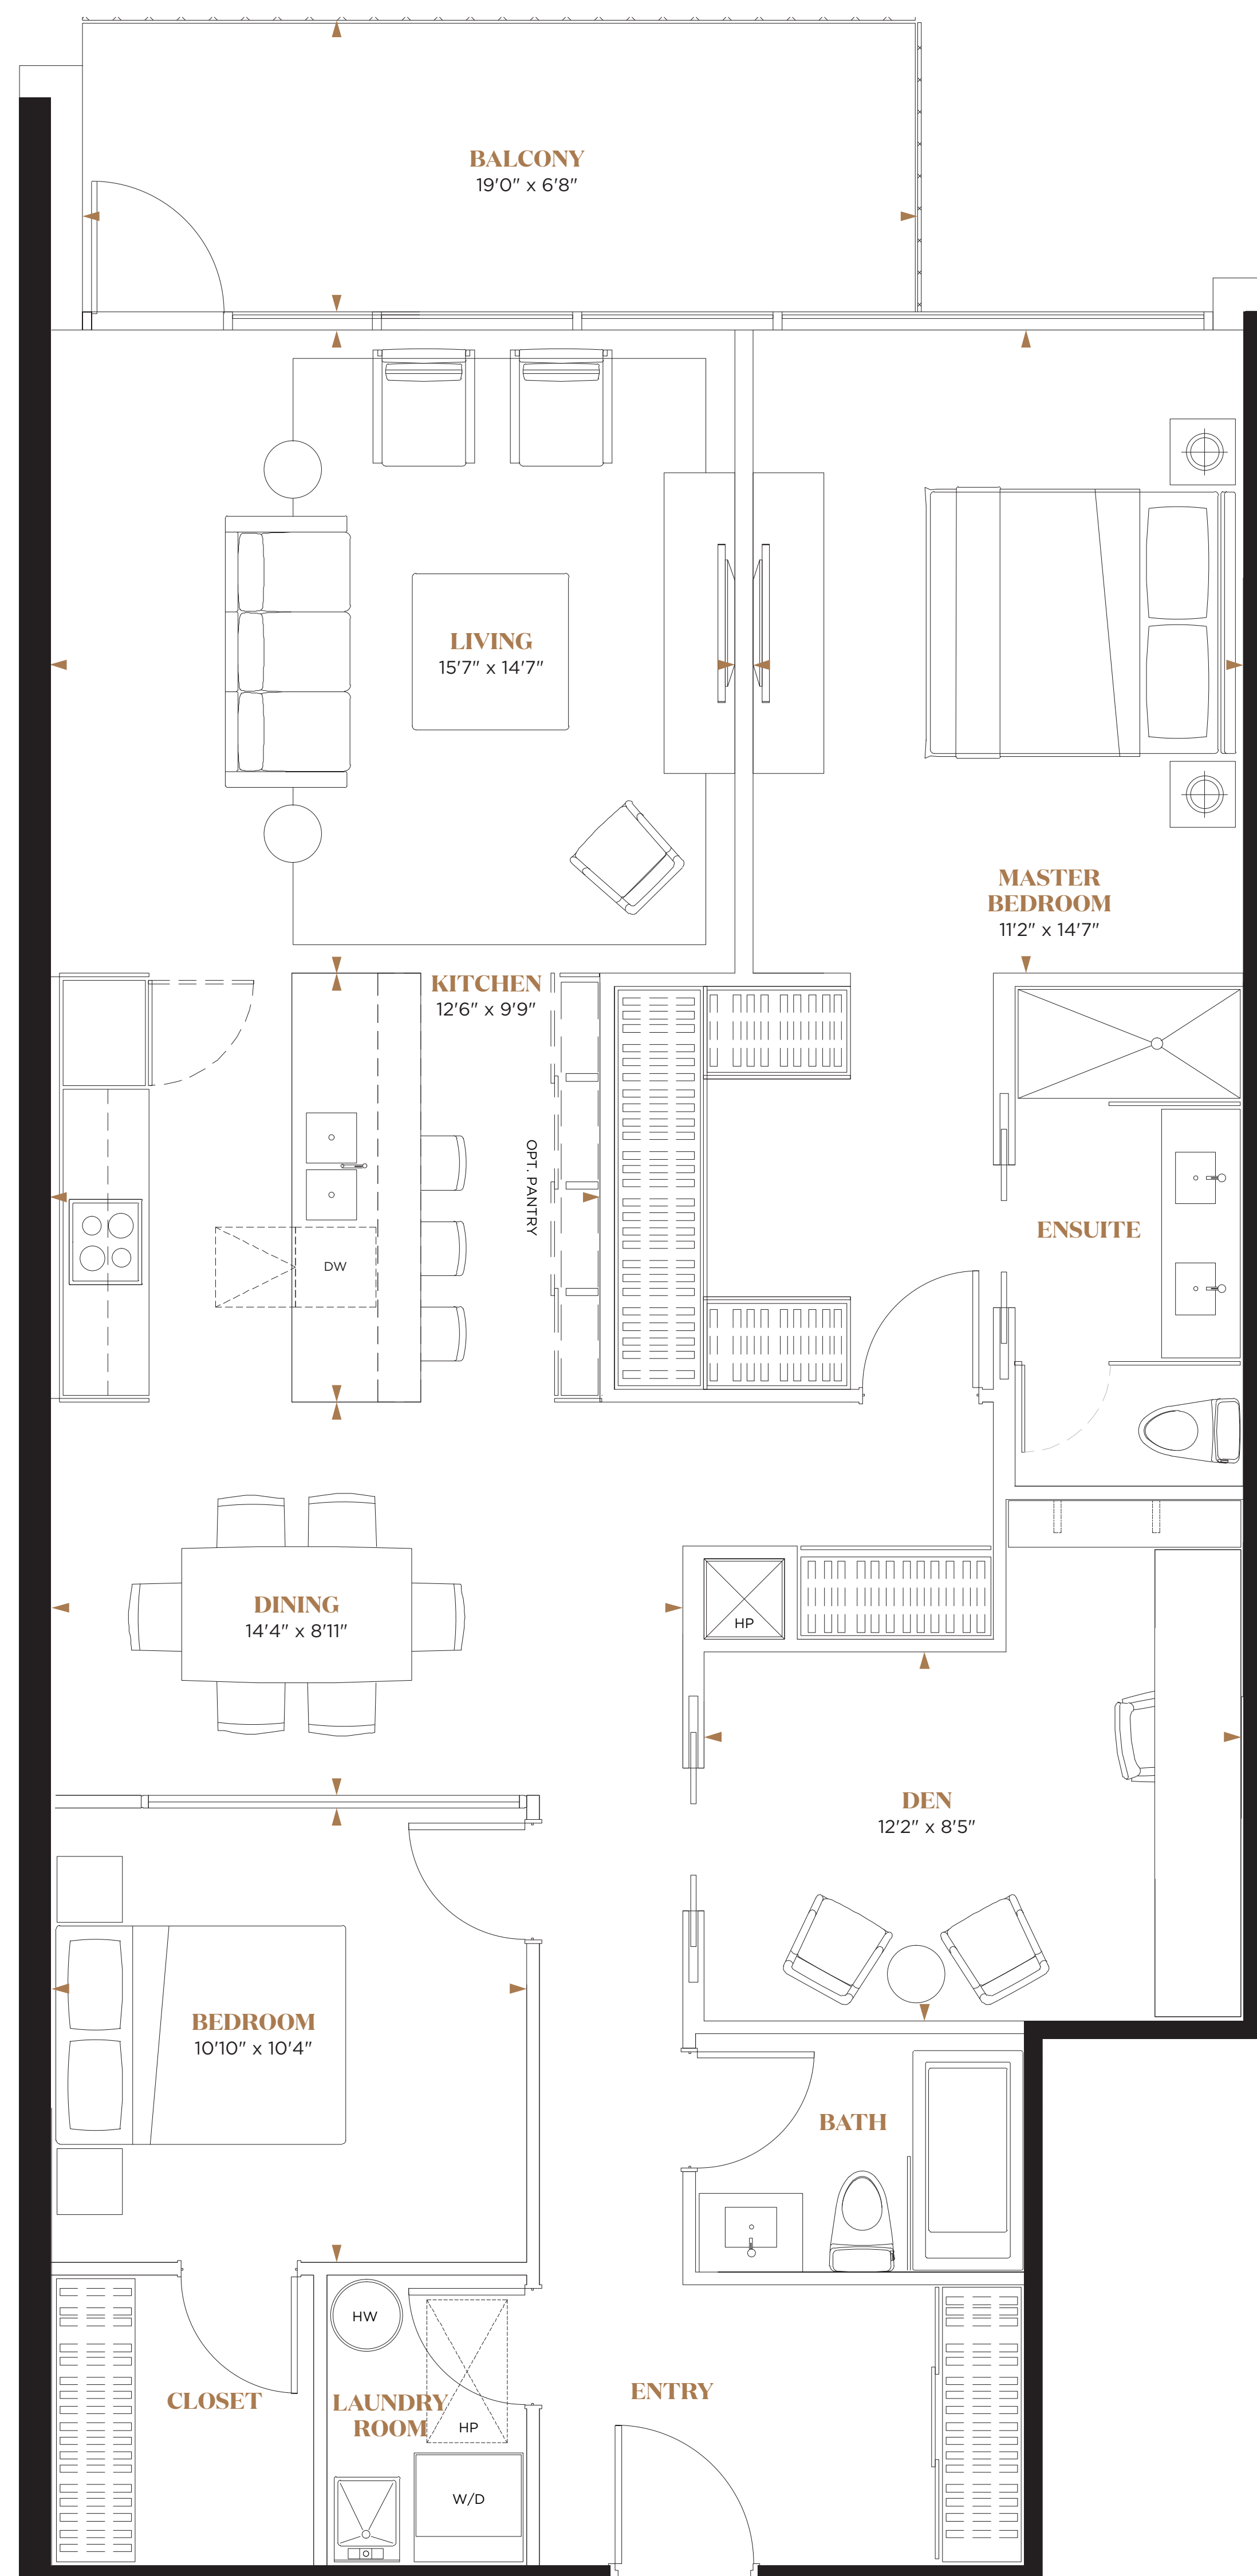 BALCONY
19'0" x 6'8"
LIVING
15'7" x 14'7"
MASTER
BEDROOM
11'2" x 14'7"
KITCHEN
12'6" x 9'9"
OPT. PANTRY
ENSUITE
DW
DINING
14'4" x 8'11"
HP
DEN
12'2" x 8'5"
BEDROOM
10'10" x 10'4"
BATH
HW
CLOSET
LAUNDRY
ROOM
HP
ENTRY
W/D